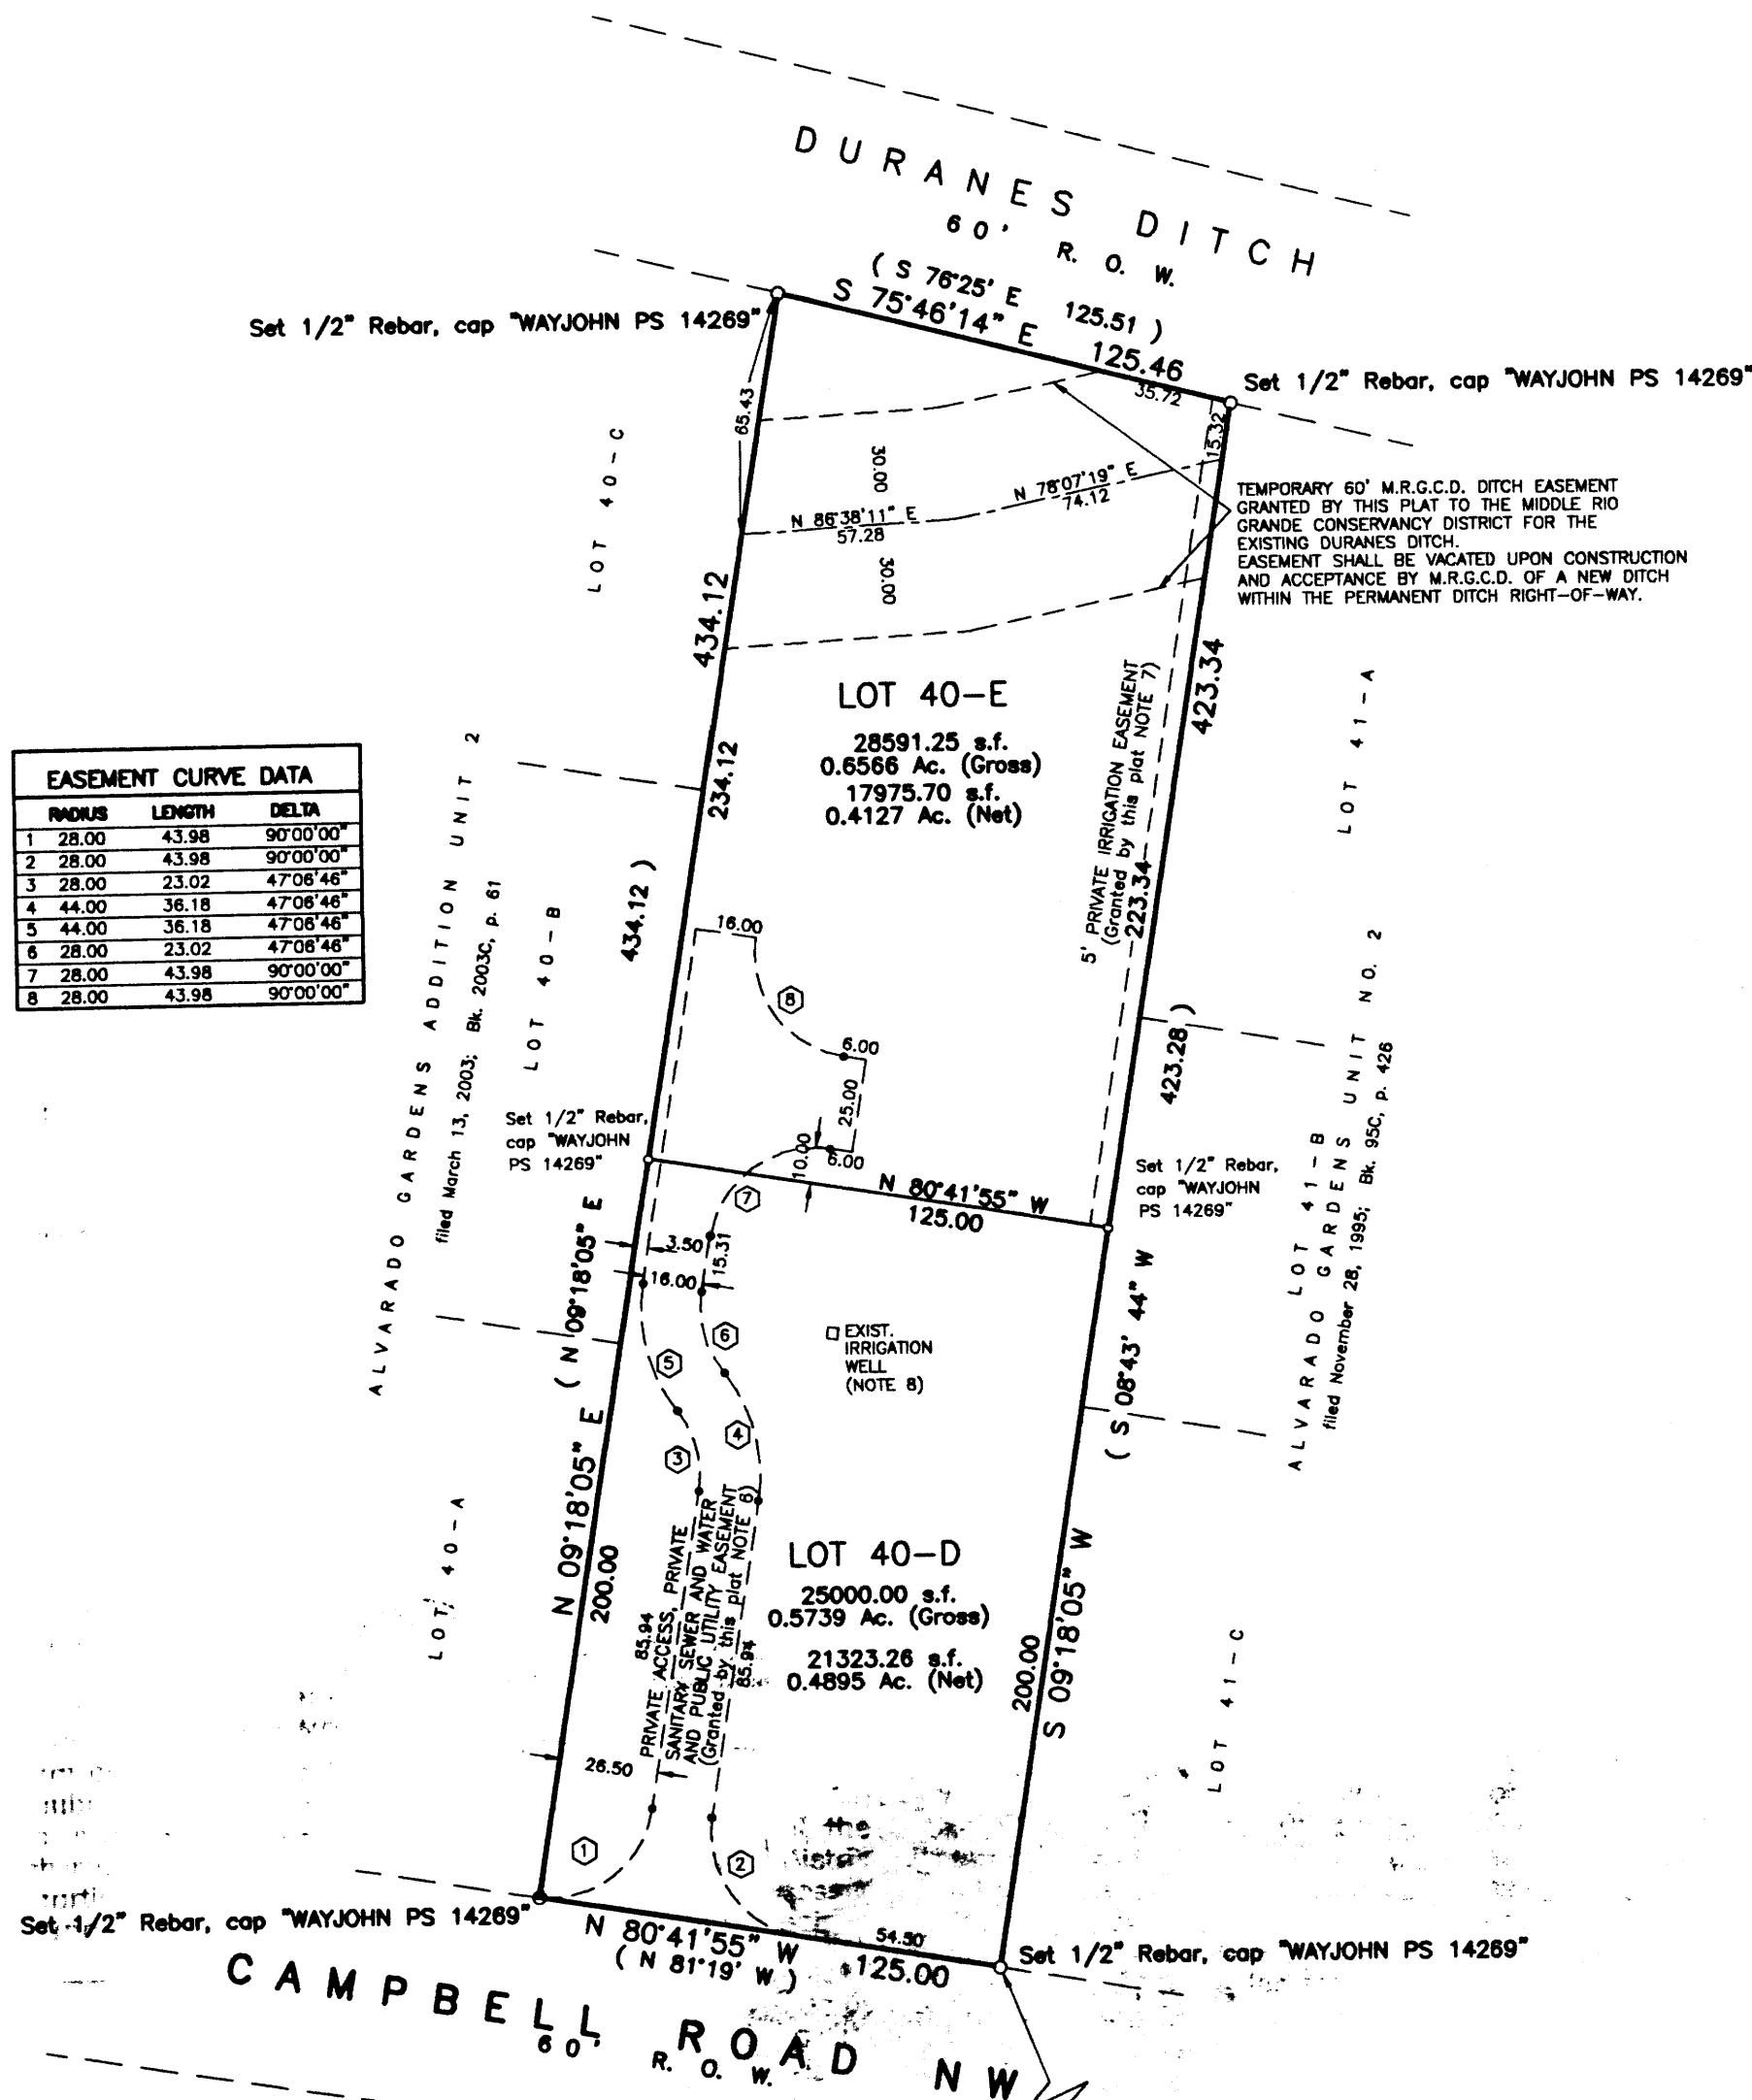 DURANES DITCH
60' R. O. W.
( S 76°25' E 125.51 )
S 75°46'14" E 125.46
Set 1/2" Rebar, cap "WAYJOHN PS 14269"
Set 1/2" Rebar, cap "WAYJOHN PS 14269"
35.72
15.32
65.43
LOT 40-C
30.00
N 78°07'19" E
74.12
N 86°38'11" E
57.28
30.00
TEMPORARY 60' M.R.G.C.D. DITCH EASEMENT
GRANTED BY THIS PLAT TO THE MIDDLE RIO
GRANDE CONSERVANCY DISTRICT FOR THE
EXISTING DURANES DITCH.
EASEMENT SHALL BE VACATED UPON CONSTRUCTION
AND ACCEPTANCE BY M.R.G.C.D. OF A NEW DITCH
WITHIN THE PERMANENT DITCH RIGHT-OF-WAY.
434.12
423.34
LOT 40-E
28591.25 s.f.
0.6566 Ac. (Gross)
17975.70 s.f.
0.4127 Ac. (Net)
234.12
5' PRIVATE IRRIGATION EASEMENT
(Granted by this plat NOTE 7)
223.34
LOT 41-A
EASEMENT CURVE DATA
RADIUS LENGTH DELTA
1 28.00 43.98 90°00'00"
2 28.00 43.98 90°00'00"
3 28.00 23.02 47°06'46"
4 44.00 36.18 47°06'46"
5 44.00 36.18 47°06'46"
6 28.00 23.02 47°06'46"
7 28.00 43.98 90°00'00"
8 28.00 43.98 90°00'00"
ALVARADO GARDENS ADDITION UNIT 2
filed March 13, 2003; Bk. 2003C, p. 61
LOT 40-B
434.12 )
16.00
8
6.00
25.00
10.00
6.00
423.28 )
LOT 41-B
ALVARADO GARDENS UNIT NO. 2
filed November 28, 1995; Bk. 95C, p. 426
Set 1/2" Rebar,
cap "WAYJOHN
PS 14269"
Set 1/2" Rebar,
cap "WAYJOHN
PS 14269"
N 80°41'55" W
125.00
7
3.50
15.31
16.00
( N 09°18'05" E
( S 08°43' 44" W
6
5
4
3
EXIST.
IRRIGATION
WELL
(NOTE 8)
N 09°18'05" E
200.00
LOT 40-A
85.94
PRIVATE ACCESS, PRIVATE
SANITARY SEWER AND WATER
AND PUBLIC UTILITY EASEMENT
(Granted by this plat NOTE 6)
85.94
LOT 40-D
25000.00 s.f.
0.5739 Ac. (Gross)
21323.26 s.f.
0.4895 Ac. (Net)
200.00
S 09°18'05" W
LOT 41-C
26.50
1
2
the
Set 1/2" Rebar, cap "WAYJOHN PS 14269"
N 80°41'55" W 125.00
( N 81°19' W )
54.50
Set 1/2" Rebar, cap "WAYJOHN PS 14269"
CAMPBELL ROAD NW
60' R. O. W.